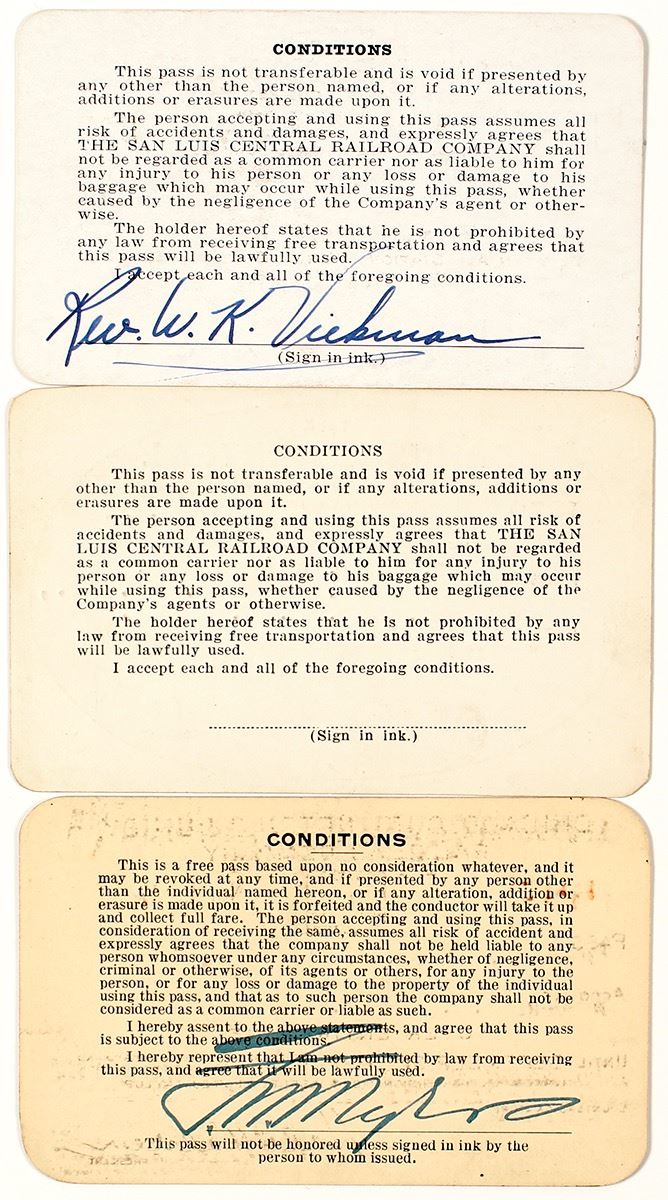 CONDITIONS
This pass is not transferable and is void if presented by
any other than the person named, or if any alterations,
additions or erasures are made upon it.
The person accepting and using this pass assumes all
risk of accidents and damages, and expressly agrees that
THE SAN LUIS CENTRAL RAILROAD COMPANY shall
not be regarded as a common carrier nor as liable to him for
any injury to his person or any loss or damage to his
baggage which may occur while using this pass, whether
caused by the negligence of the Company's agent or other-
wise.
The holder hereof states that he is not prohibited by
any law from receiving free transportation and agrees that
this pass will be lawfully used.
I accept each and all of the foregoing conditions.
Rev. W. K. Vickman
(Sign in ink.)
CONDITIONS
This pass is not transferable and is void if presented by any
other than the person named, or if any alterations, additions or
erasures are made upon it.
The person accepting and using this pass assumes all risk of
accidents and damages, and expressly agrees that THE SAN
LUIS CENTRAL RAILROAD COMPANY shall not be regarded
as a common carrier nor as liable to him for any injury to his
person or any loss or damage to his baggage which may occur
while using this pass, whether caused by the negligence of the
Company's agents or otherwise.
The holder hereof states that he is not prohibited by any
law from receiving free transportation and agrees that this pass
will be lawfully used.
I accept each and all of the foregoing conditions.
(Sign in ink.)
CONDITIONS
This is a free pass based upon no consideration whatever, and it
may be revoked at any time, and if presented by any person other
than the individual named hereon, or if any alteration, addition or
erasure is made upon it, it is forfeited and the conductor will take it up
and collect full fare. The person accepting and using this pass, in
consideration of receiving the same, assumes all risk of accident and
expressly agrees that the company shall not be held liable to any
person whomsoever under any circumstances, whether of negligence,
criminal or otherwise, of its agents or others, for any injury to the
person, or for any loss or damage to the property of the individual
using this pass, and that as to such person the company shall not be
considered as a common carrier or liable as such.
I hereby assent to the above statements, and agree that this pass
is subject to the above conditions.
I hereby represent that I am not prohibited by law from receiving
this pass, and agree that it will be lawfully used.
This pass will not be honored unless signed in ink by the
person to whom issued.